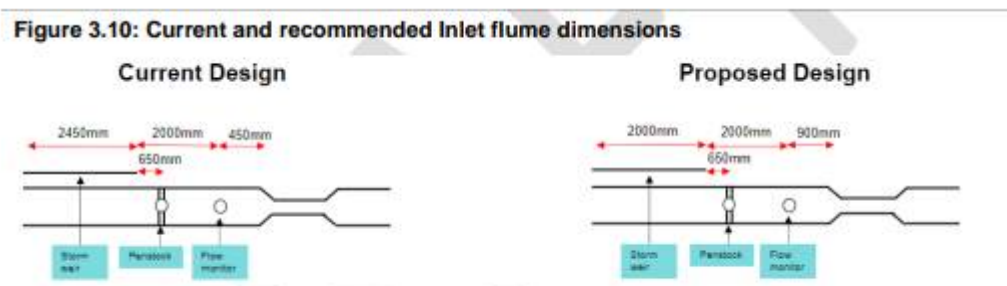 Figure 3.10: Current and recommended Inlet flume dimensions
Current Design
Proposed Design
2450mm 2000mm 450mm
650mm
2000mm 2000mm 900mm
650mm
Storm weir
Penstock
Flow monitor
Storm weir
Penstock
Flow monitor